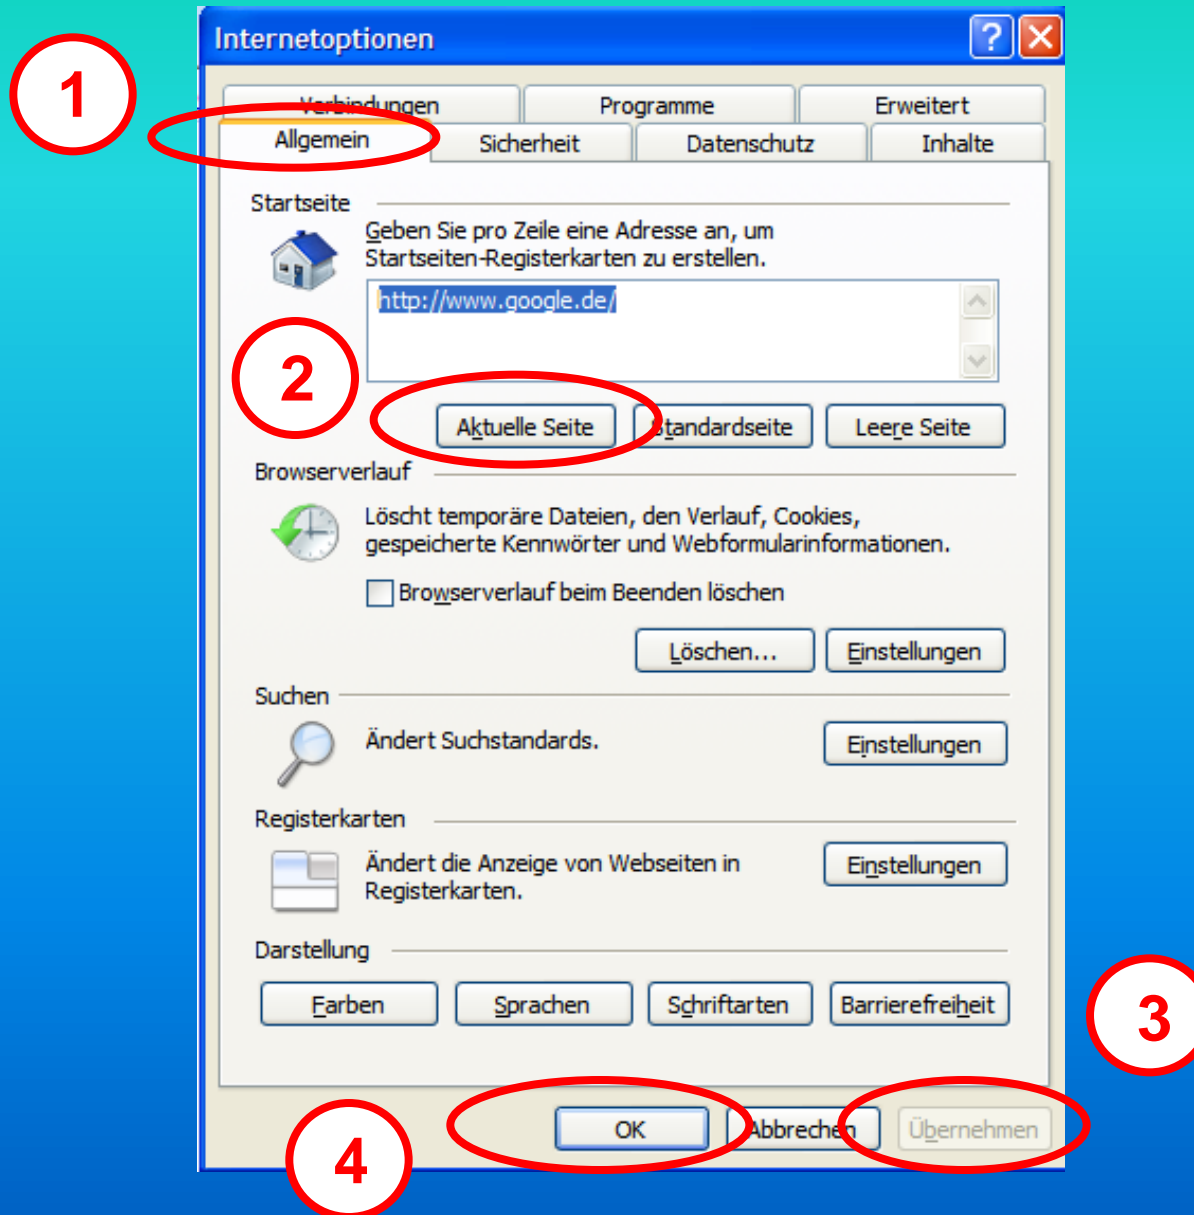 Internetoptionen
1
Verbindungen Programme Erweitert
Allgemein Sicherheit Datenschutz Inhalte
Startseite
Geben Sie pro Zeile eine Adresse an, um
Startseiten-Registerkarten zu erstellen.
http://www.google.de/
2
Aktuelle Seite Standardseite Leere Seite
Browserverlauf
Löscht temporäre Dateien, den Verlauf, Cookies,
gespeicherte Kennwörter und Webformularinformationen.
Browserverlauf beim Beenden löschen
Löschen... Einstellungen
Suchen
Ändert Suchstandards. Einstellungen
Registerkarten
Ändert die Anzeige von Webseiten in
Registerkarten.
Einstellungen
Darstellung
Farben Sprachen Schriftarten Barrierefreiheit
3
OK Abbrechen Übernehmen
4